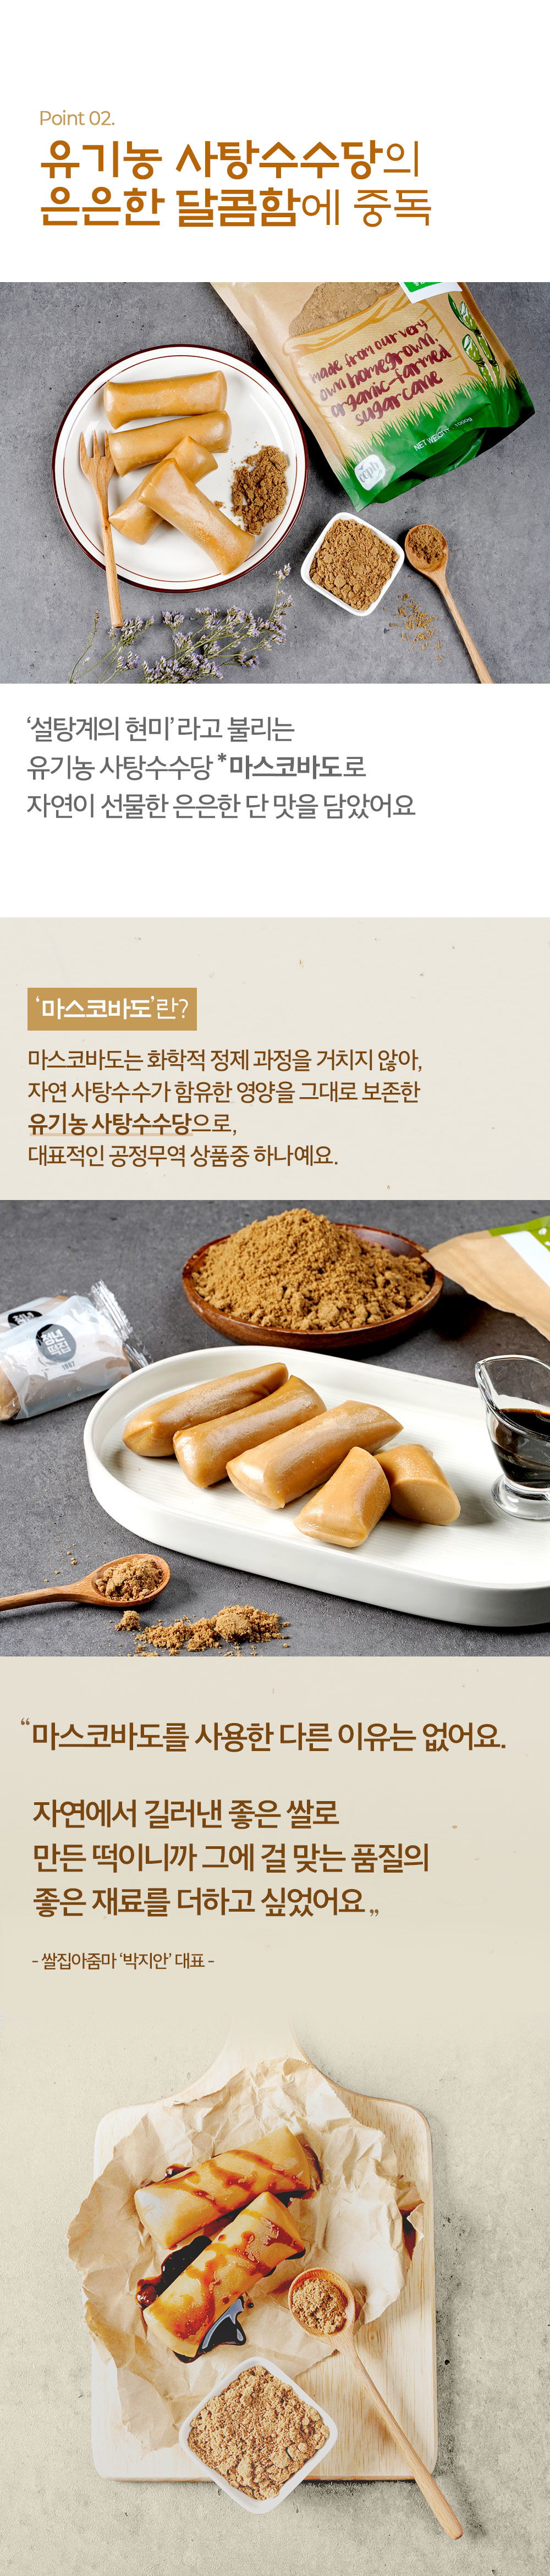 Point 02.
유기농 사탕수수당의
은은한 달콤함에 중독
made from our very
own homegrown,
organic-farmed
sugar cane
NET WEIGHT 1000g
‘설탕계의 현미’라고 불리는
유기농 사탕수수당 *마스코바도로
자연이 선물한 은은한 단 맛을 담았어요
‘마스코바도’란?
마스코바도는 화학적 정제 과정을 거치지 않아,
자연 사탕수수가 함유한 영양을 그대로 보존한
유기농 사탕수수당으로,
대표적인 공정무역 상품중 하나예요.
청년
떡집
1987
“마스코바도를 사용한 다른 이유는 없어요.
자연에서 길러낸 좋은 쌀로
만든 떡이니까 그에 걸 맞는 품질의
좋은 재료를 더하고 싶었어요„
- 쌀집아줌마 ‘박지안’ 대표 -